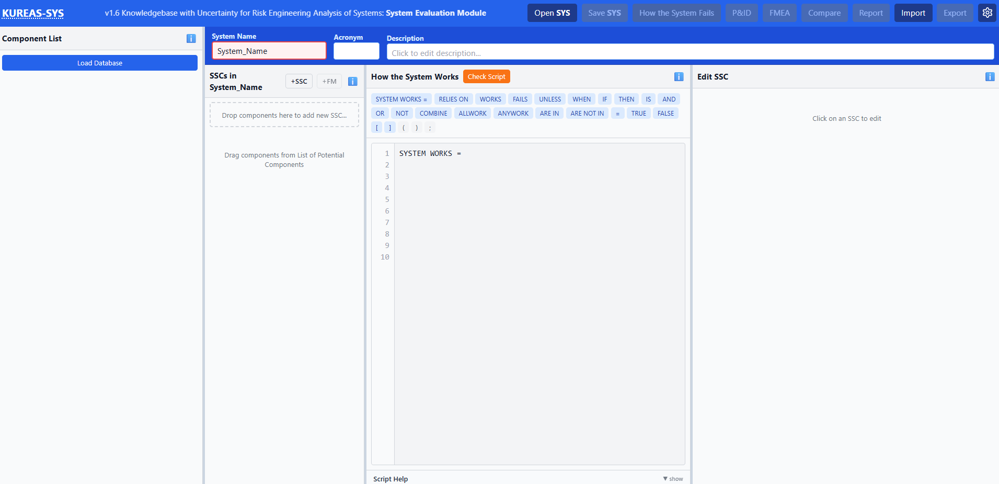 KUREAS-SYS
v1.6 Knowledgebase with Uncertainty for Risk Engineering Analysis of Systems: System Evaluation Module
Open SYS
Save SYS
How the System Fails
P&ID
FMEA
Compare
Report
Import
Export
Component List
i
Load Database
System Name
System_Name
Acronym
Description
Click to edit description...
SSCs in
System_Name
+SSC
+FM
i
Drop components here to add new SSC...
Drag components from List of Potential
Components
How the System Works
Check Script
i
SYSTEM WORKS = RELIES ON WORKS FAILS UNLESS WHEN IF THEN IS AND
OR NOT COMBINE ALLWORK ANYWORK ARE IN ARE NOT IN = TRUE FALSE
[ ] ( ) ;
1 SYSTEM WORKS =
2
3
4
5
6
7
8
9
10
Script Help
▼ show
Edit SSC
i
Click on an SSC to edit